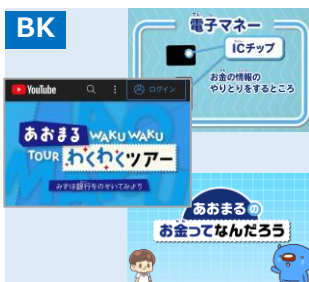 BK
電子マネー
ICチップ
お金の情報の
やりとりをするところ
YouTube
ログイン
あおまる WAKU WAKU
TOUR わくわくツアー
みずほ銀行をのぞいてみよう
あおまるの
お金ってなんだろう